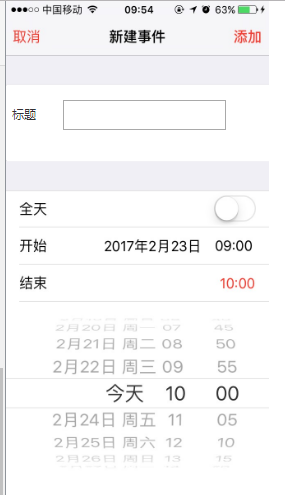 中国移动 09:54 63%
取消 新建事件 添加
标题
全天
开始 2017年2月23日 09:00
结束 10:00
2月20日 周一 07 45
2月21日 周二 08 50
2月22日 周三 09 55
今天 10 00
2月24日 周五 11 05
2月25日 周六 12 10
2月26日 周日 13 15